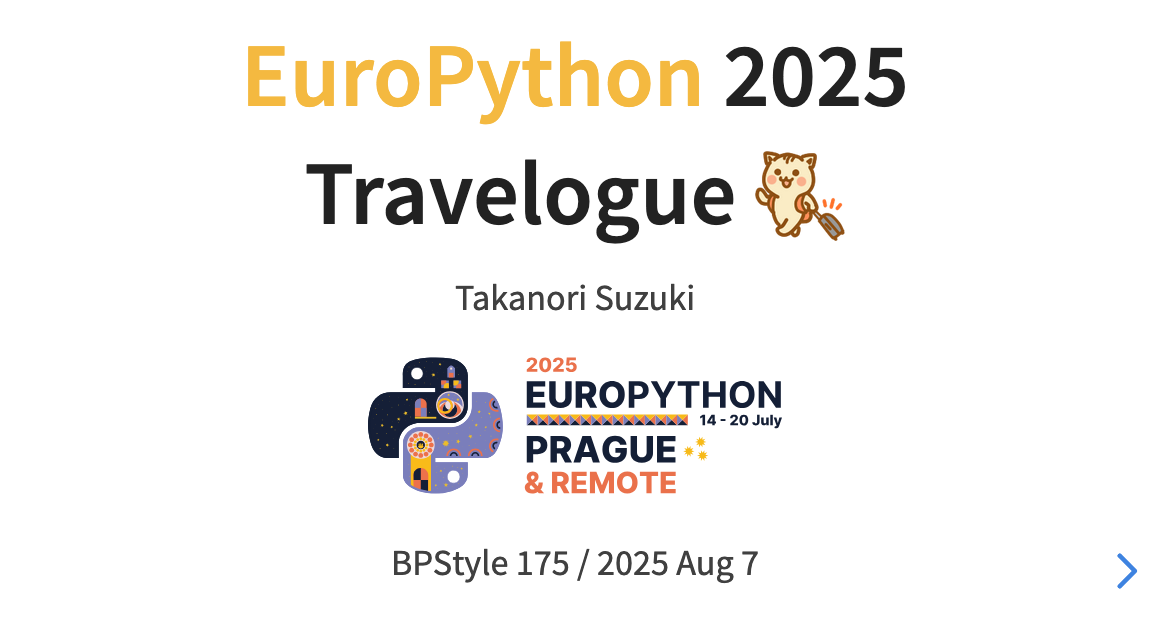 EuroPython 2025
Travelogue
Takanori Suzuki
2025
EUROPYTHON
14 - 20 July
PRAGUE
& REMOTE
BPStyle 175 / 2025 Aug 7